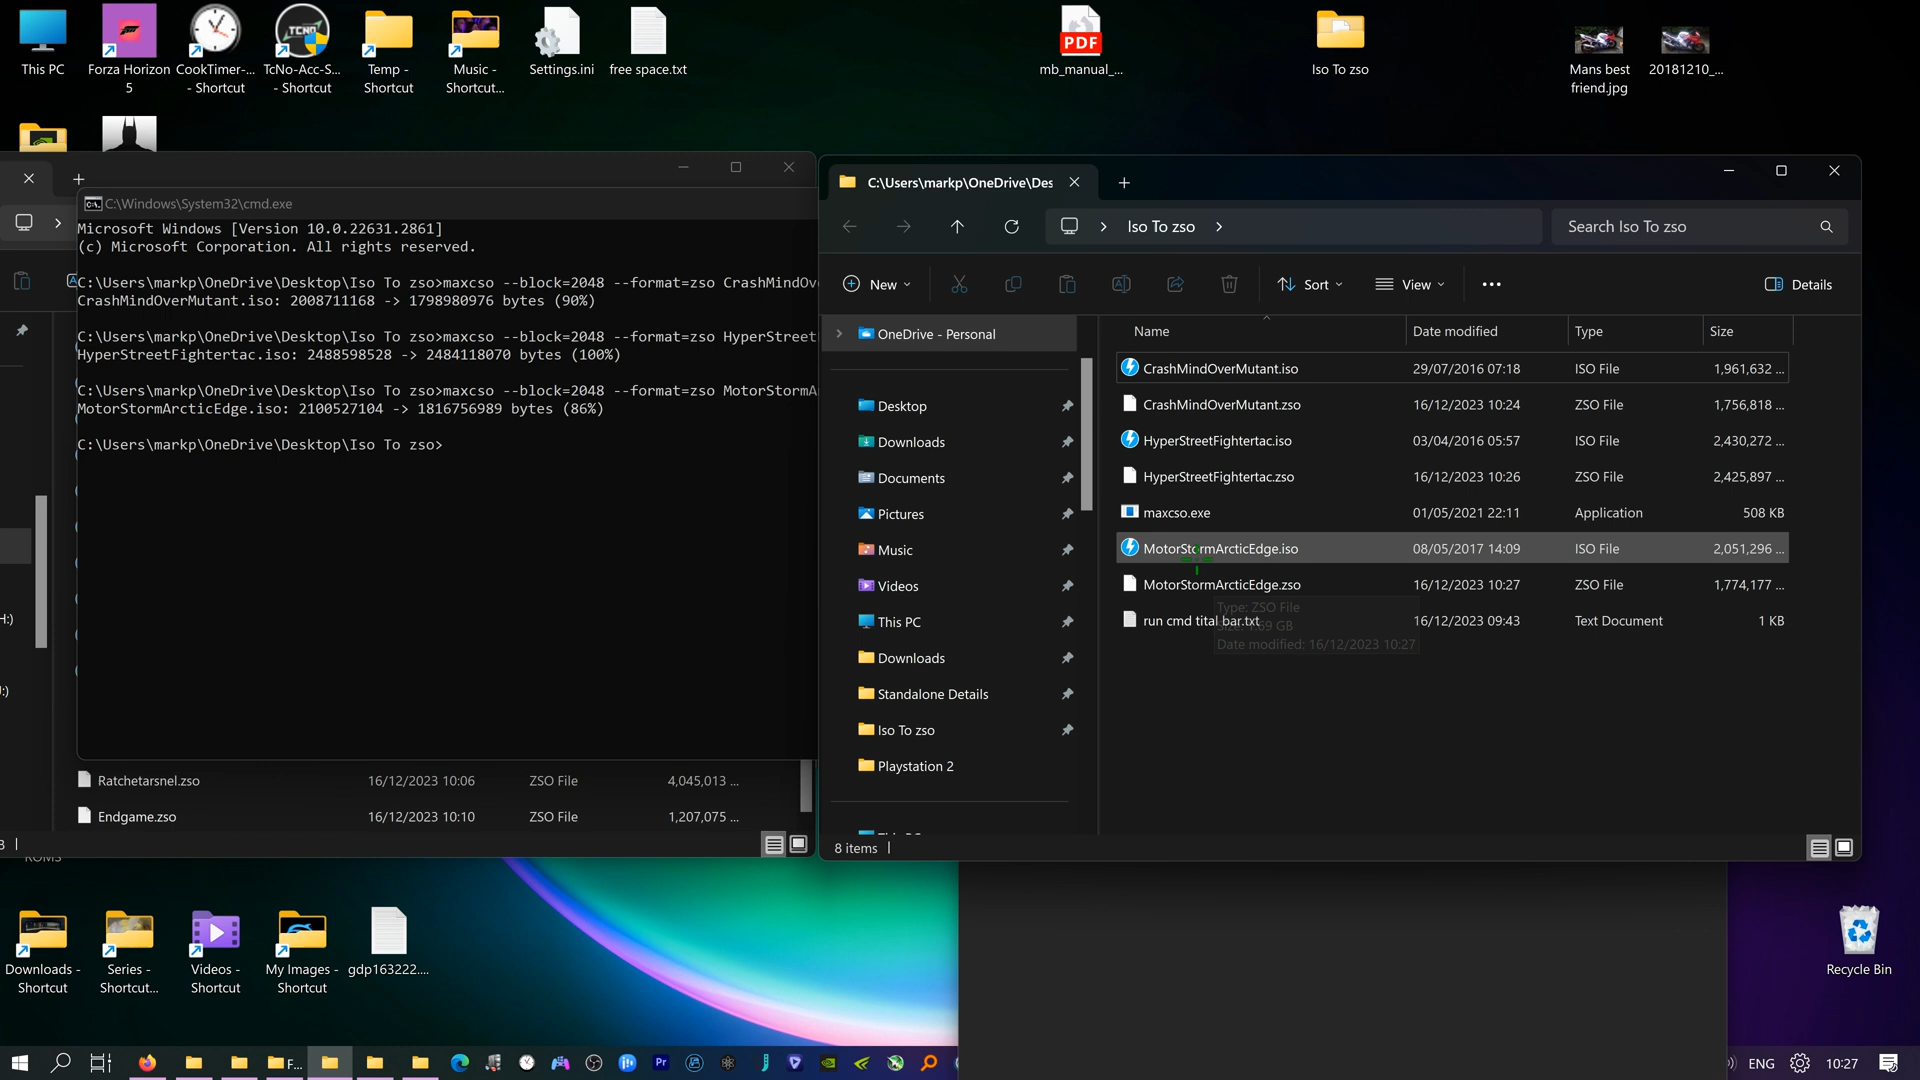 This PC
Forza Horizon 5
CookTimer-... - Shortcut
TcNo-Acc-S... - Shortcut
Temp - Shortcut
Music - Shortcut...
Settings.ini
free space.txt
mb_manual_...
Iso To zso
Mans best friend.jpg
20181210_...
PDF
TCNO
C:\Windows\System32\cmd.exe
Microsoft Windows [Version 10.0.22631.2861]
(c) Microsoft Corporation. All rights reserved.
C:\Users\markp\OneDrive\Desktop\Iso To zso>maxcso --block=2048 --format=zso CrashMindOv
CrashMindOverMutant.iso: 2008711168 -> 1798980976 bytes (90%)
C:\Users\markp\OneDrive\Desktop\Iso To zso>maxcso --block=2048 --format=zso HyperStreet
HyperStreetFightertac.iso: 2488598528 -> 2484118070 bytes (100%)
C:\Users\markp\OneDrive\Desktop\Iso To zso>maxcso --block=2048 --format=zso MotorStormA
MotorStormArcticEdge.iso: 2100527104 -> 1816756989 bytes (86%)
C:\Users\markp\OneDrive\Desktop\Iso To zso>
Ratchetarsnel.zso 16/12/2023 10:06 ZSO File 4,045,013 ...
Endgame.zso 16/12/2023 10:10 ZSO File 1,207,075 ...
C:\Users\markp\OneDrive\Des
Iso To zso
Search Iso To zso
New
Sort
View
Details
OneDrive - Personal
Desktop
Downloads
Documents
Pictures
Music
Videos
This PC
Downloads
Standalone Details
Iso To zso
Playstation 2
Name Date modified Type Size
CrashMindOverMutant.iso 29/07/2016 07:18 ISO File 1,961,632 ...
CrashMindOverMutant.zso 16/12/2023 10:24 ZSO File 1,756,818 ...
HyperStreetFightertac.iso 03/04/2016 05:57 ISO File 2,430,272 ...
HyperStreetFightertac.zso 16/12/2023 10:26 ZSO File 2,425,897 ...
maxcso.exe 01/05/2021 22:11 Application 508 KB
MotorStormArcticEdge.iso 08/05/2017 14:09 ISO File 2,051,296 ...
MotorStormArcticEdge.zso 16/12/2023 10:27 ZSO File 1,774,177 ...
run cmd tital bar.txt 16/12/2023 09:43 Text Document 1 KB
Type: ZSO File
Size: 1.69 GB
Date modified: 16/12/2023 10:27
8 items
H:)
Downloads - Shortcut
Series - Shortcut...
Videos - Shortcut
My Images - Shortcut
gdp163222....
Recycle Bin
F...
Pr
ENG
10:27